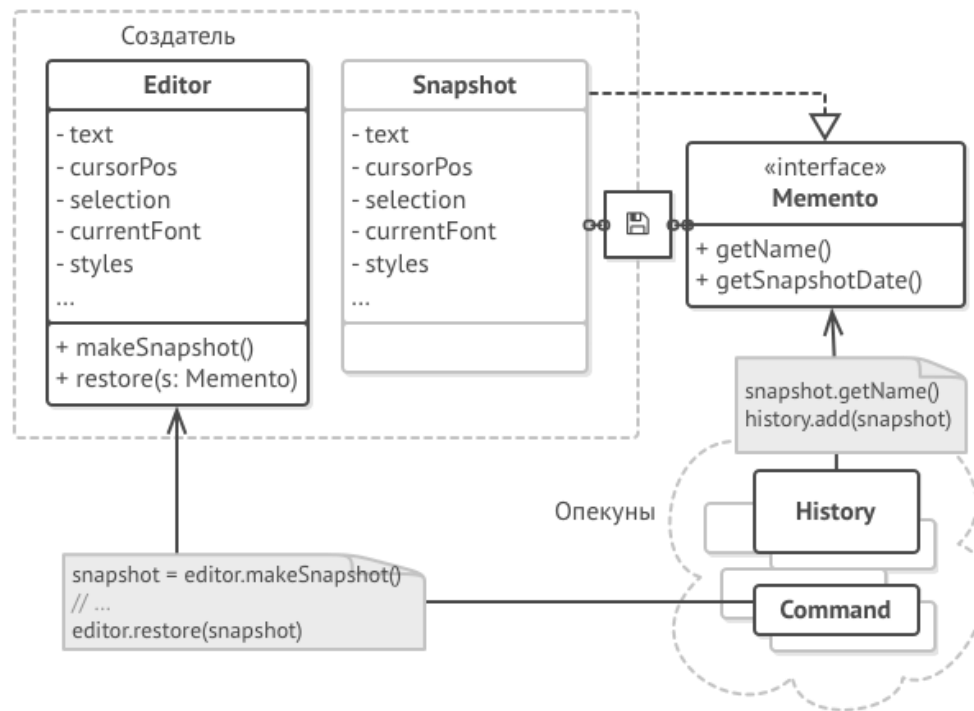 Создатель
Editor
- text
- cursorPos
- selection
- currentFont
- styles
...
+ makeSnapshot()
+ restore(s: Memento)
Snapshot
- text
- cursorPos
- selection
- currentFont
- styles
...
«interface»
Memento
+ getName()
+ getSnapshotDate()
snapshot.getName()
history.add(snapshot)
Опекуны
History
Command
snapshot = editor.makeSnapshot()
// ...
editor.restore(snapshot)